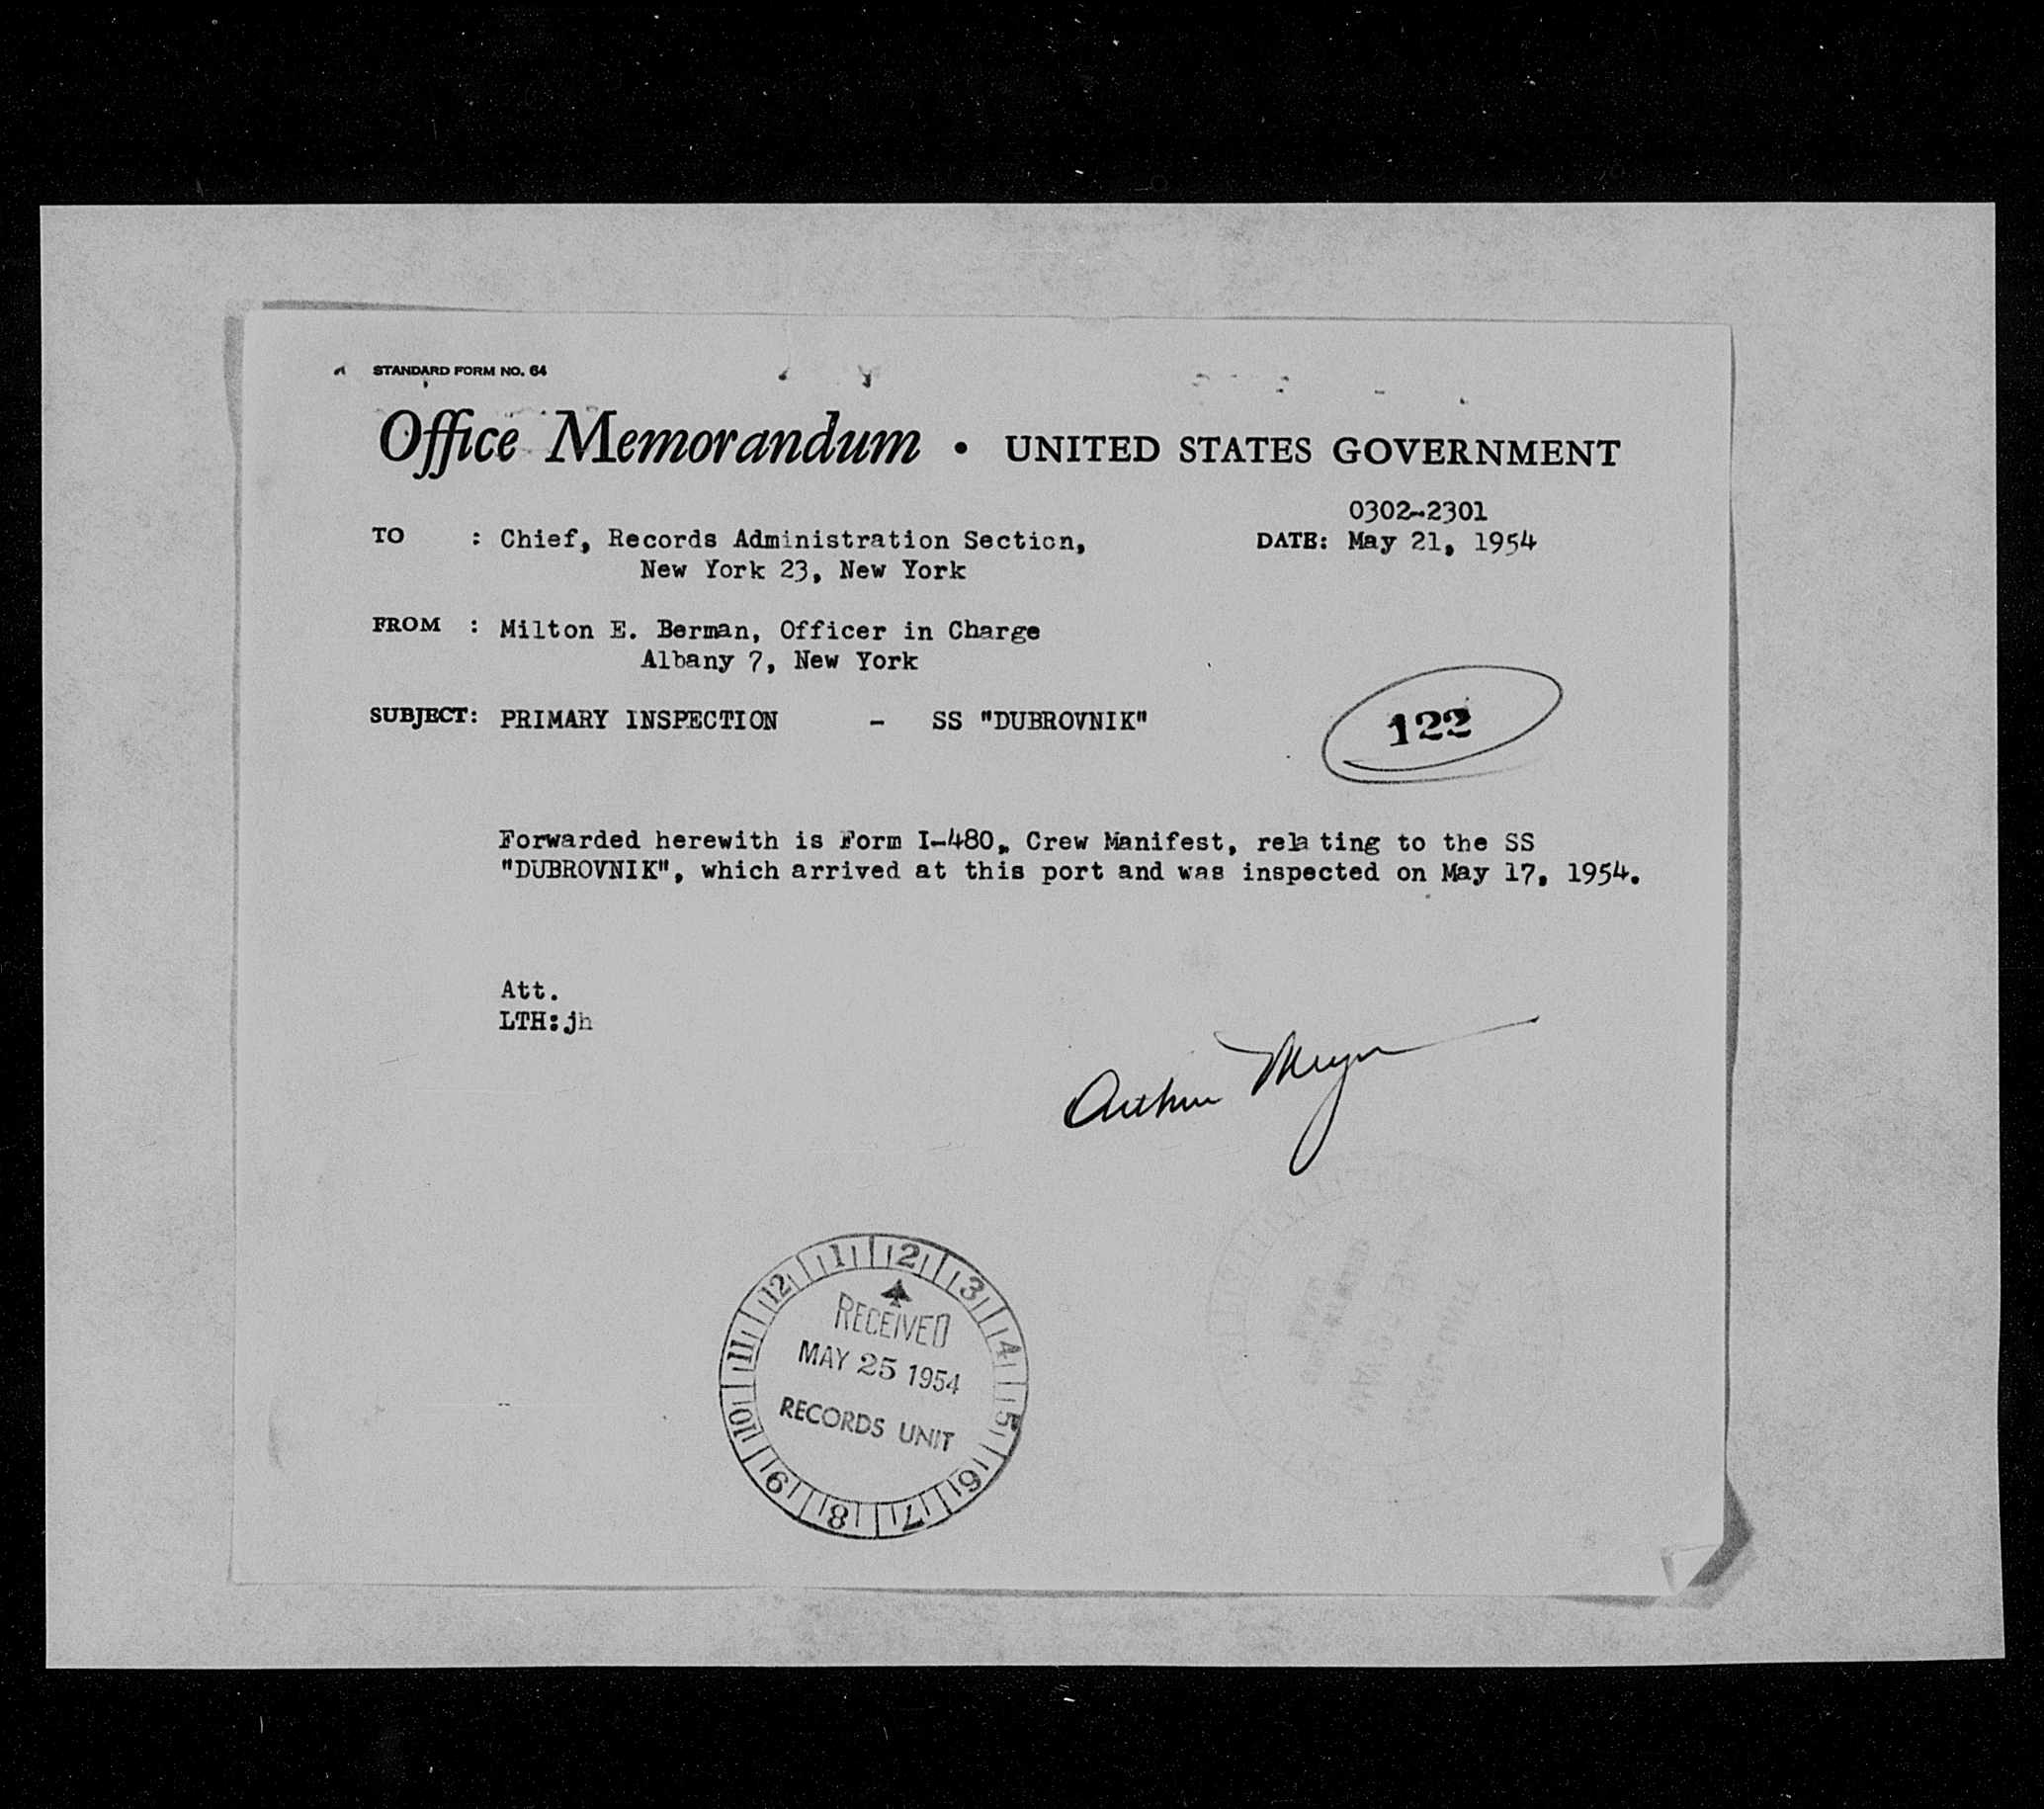 STANDARD FORM NO. 64
Office Memorandum • UNITED STATES GOVERNMENT
0302-2301
TO : Chief, Records Administration Section, DATE: May 21, 1954
New York 23, New York
FROM : Milton E. Berman, Officer in Charge
Albany 7, New York
122
SUBJECT: PRIMARY INSPECTION - SS "DUBROVNIK"
Forwarded herewith is Form I-480, Crew Manifest, rela ting to the SS
"DUBROVNIK", which arrived at this port and was inspected on May 17, 1954.
Att.
LTH:jh
Arthur
1 2 3 4 5 6 7 8 9 10 11 12
RECEIVED
MAY 25 1954
RECORDS UNIT